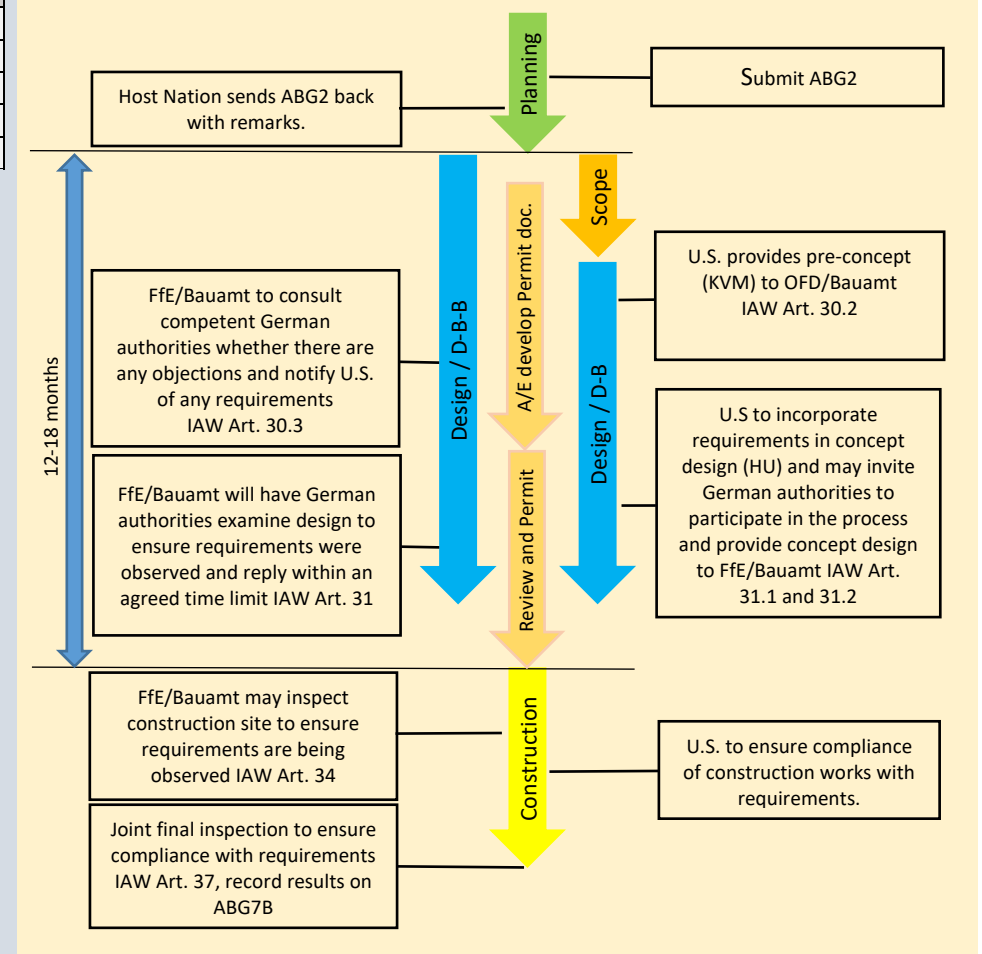 Planning
Submit ABG2
Host Nation sends ABG2 back
with remarks.
12-18 months
Design / D-B-B
A/E develop Permit doc.
Scope
U.S. provides pre-concept
(KVM) to OFD/Bauamt
IAW Art. 30.2
FfE/Bauamt to consult
competent German
authorities whether there are
any objections and notify U.S.
of any requirements
IAW Art. 30.3
Design / D-B
U.S to incorporate
requirements in concept
design (HU) and may invite
German authorities to
participate in the process
and provide concept design
to FfE/Bauamt IAW Art.
31.1 and 31.2
FfE/Bauamt will have German
authorities examine design to
ensure requirements were
observed and reply within an
agreed time limit IAW Art. 31
Review and Permit
FfE/Bauamt may inspect
construction site to ensure
requirements are being
observed IAW Art. 34
Construction
U.S. to ensure compliance
of construction works with
requirements.
Joint final inspection to ensure
compliance with requirements
IAW Art. 37, record results on
ABG7B